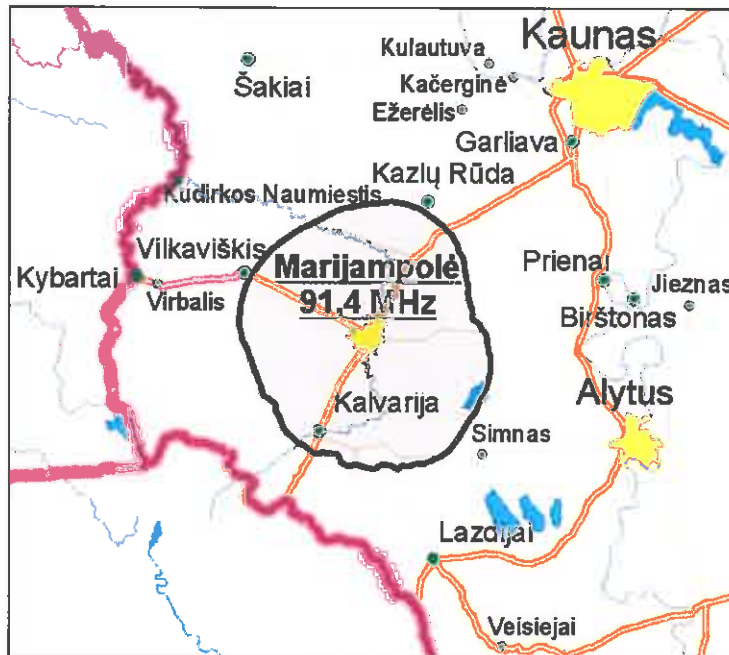 Kaunas
Kulautuva
Kačerginė
Šakiai
Ežerėlis
Garliava
Kazlų Rūda
Kudirkos Naumiestis
Vilkaviškis
Marijampolė
91,4 MHz
Kybartai
Virbalis
Prienai
Jieznas
Birštonas
Kalvarija
Alytus
Simnas
Lazdijai
Veisiejai